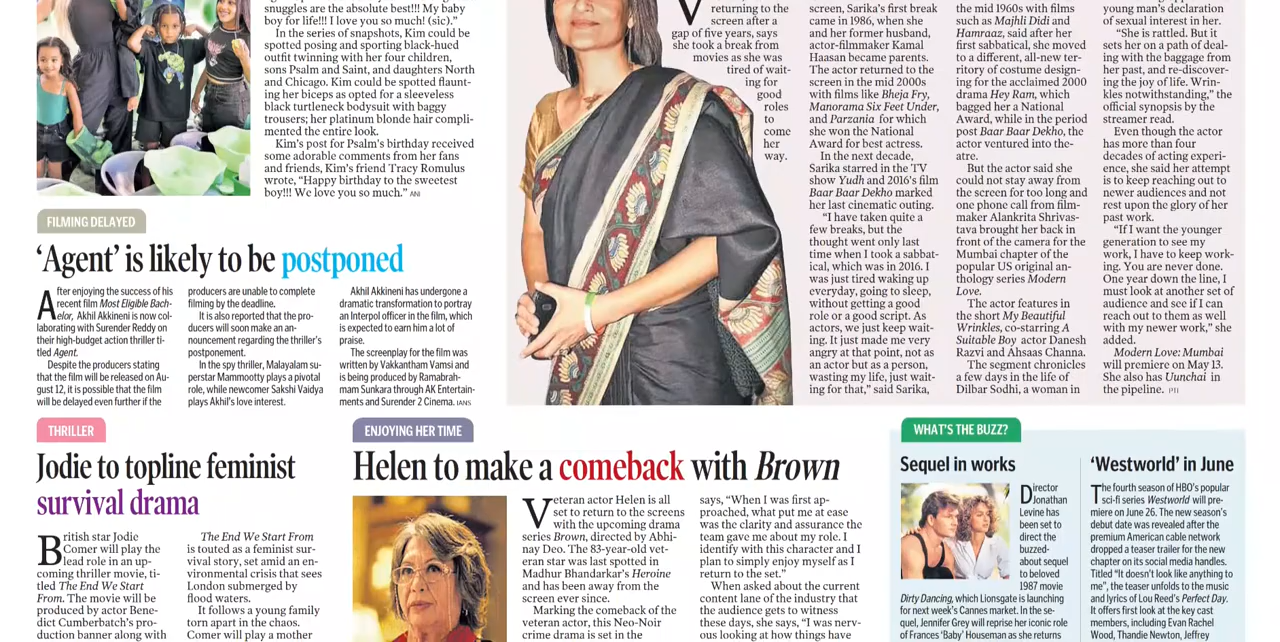 snuggles are the absolute best!!! My baby
boy for life!!! I love you so much! (sic)."
In the series of snapshots, Kim could be
spotted posing and sporting black-hued
outfit twinning with her four children,
sons Psalm and Saint, and daughters North
and Chicago. Kim could be spotted flaunt-
ing her biceps as opted for a sleeveless
black turtleneck bodysuit with baggy
trousers; her platinum blonde hair compli-
mented the entire look.
Kim's post for Psalm's birthday received
some adorable comments from her fans
and friends, Kim's friend Tracy Romulus
wrote, "Happy birthday to the sweetest
boy!!! We love you so much." ANI
FILMING DELAYED
'Agent' is likely to be postponed
After enjoying the success of his
recent film Most Eligible Bach-
elor, Akhil Akkineni is now col-
laborating with Surender Reddy on
their high-budget action thriller ti-
tled Agent.
Despite the producers stating
that the film will be released on Au-
gust 12, it is possible that the film
will be delayed even further if the
producers are unable to complete
filming by the deadline.
It is also reported that the pro-
ducers will soon make an an-
nouncement regarding the thriller's
postponement.
In the spy thriller, Malayalam su-
perstar Mammootty plays a pivotal
role, while newcomer Sakshi Vaidya
plays Akhil's love interest.
Akhil Akkineni has undergone a
dramatic transformation to portray
an Interpol officer in the film, which
is expected to earn him a lot of
praise.
The screenplay for the film was
written by Vakkantham Vamsi and
is being produced by Ramabrah-
mam Sunkara through AK Entertain-
ments and Surender 2 Cinema. IANS
V
returning to the
screen after a
gap of five years, says
she took a break from
movies as she was
tired of wait-
ing for
good
roles
to
come
her
way.
screen, Sarika's first break
came in 1986, when she
and her former husband,
actor-filmmaker Kamal
Haasan became parents.
The actor returned to the
screen in the mid 2000s
with films like Bheja Fry,
Manorama Six Feet Under,
and Parzania for which
she won the National
Award for best actress.
In the next decade,
Sarika starred in the TV
show Yudh and 2016's film
Baar Baar Dekho marked
her last cinematic outing.
"I have taken quite a
few breaks, but the
thought went only last
time when I took a sabbat-
ical, which was in 2016. I
was just tired waking up
everyday, going to sleep,
without getting a good
role or a good script. As
actors, we just keep wait-
ing. It just made me very
angry at that point, not as
an actor but as a person,
wasting my life, just wait-
ing for that," said Sarika,
the mid 1960s with films
such as Majhli Didi and
Hamraaz, said after her
first sabbatical, she moved
to a different, all-new ter-
ritory of costume design-
ing for the acclaimed 2000
drama Hey Ram, which
bagged her a National
Award, while in the period
post Baar Baar Dekho, the
actor ventured into the-
atre.
But the actor said she
could not stay away from
the screen for too long and
one phone call from film-
maker Alankrita Shrivas-
tava brought her back in
front of the camera for the
Mumbai chapter of the
popular US original an-
thology series Modern
Love.
The actor features in
the short My Beautiful
Wrinkles, co-starring A
Suitable Boy actor Danesh
Razvi and Ahsaas Channa.
The segment chronicles
a few days in the life of
Dilbar Sodhi, a woman in
young man's declaration
of sexual interest in her.
"She is rattled. But it
sets her on a path of deal-
ing with the baggage from
her past, and re-discover-
ing the joy of life. Wrin-
kles notwithstanding," the
official synopsis by the
streamer read.
Even though the actor
has more than four
decades of acting experi-
ence, she said her attempt
is to keep reaching out to
newer audiences and not
rest upon the glory of her
past work.
"If I want the younger
generation to see my
work, I have to keep work-
ing. You are never done.
One year down the line, I
must look at another set of
audience and see if I can
reach out to them as well
with my newer work," she
added.
Modern Love: Mumbai
will premiere on May 13.
She also has Uunchai in
the pipeline. PTI
THRILLER
Jodie to topline feminist
survival drama
British star Jodie
Comer will play the
lead role in an up-
coming thriller movie, ti-
tled The End We Start
From. The movie will be
produced by actor Bene-
dict Cumberbatch's pro-
duction banner along with
The End We Start From
is touted as a feminist sur-
vival story, set amid an en-
vironmental crisis that sees
London submerged by
flood waters.
It follows a young family
torn apart in the chaos.
Comer will play a mother
ENJOYING HER TIME
Helen to make a comeback with Brown
Veteran actor Helen is all
set to return to the screens
with the upcoming drama
series Brown, directed by Abhi-
nay Deo. The 83-year-old vet-
eran star was last spotted in
Madhur Bhandarkar's Heroine
and has been away from the
screen ever since.
Marking the comeback of the
veteran actor, this Neo-Noir
crime drama is set in the
says, "When I was first ap-
proached, what put me at ease
was the clarity and assurance the
team gave me about my role. I
identify with this character and I
plan to simply enjoy myself as I
return to the set."
When asked about the current
content lane of the industry that
the audience gets to witness
these days, she says, "I was nerv-
ous looking at how things have
WHAT'S THE BUZZ?
Sequel in works
Director
Jonathan
Levine has
been set to
direct the
buzzed-
about sequel
to beloved
1987 movie
Dirty Dancing, which Lionsgate is launching
for next week's Cannes market. In the se-
quel, Jennifer Grey will reprise her iconic role
of Frances 'Baby' Houseman as she returns
'Westworld' in June
The fourth season of HBO's popular
sci-fi series Westworld will pre-
miere on June 26. The new season's
debut date was revealed after the
premium American cable network
dropped a teaser trailer for the new
chapter on its social media handles.
Titled "It doesn't look like anything to
me", the teaser unfolds to the music
and lyrics of Lou Reed's Perfect Day.
It offers first look at the key cast
members, including Evan Rachel
Wood, Thandie Newton, Jeffrey